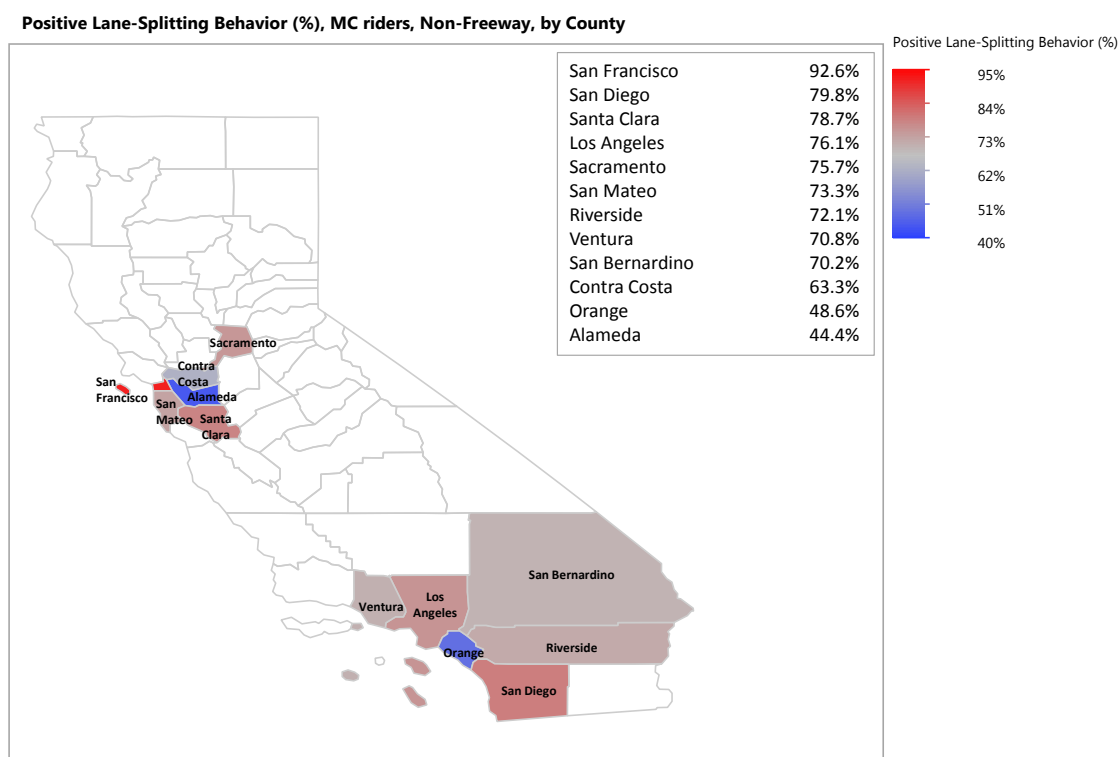 Positive Lane-Splitting Behavior (%), MC riders, Non-Freeway, by County
Positive Lane-Splitting Behavior (%)
95%
84%
73%
62%
51%
40%
San Francisco 92.6%
San Diego 79.8%
Santa Clara 78.7%
Los Angeles 76.1%
Sacramento 75.7%
San Mateo 73.3%
Riverside 72.1%
Ventura 70.8%
San Bernardino 70.2%
Contra Costa 63.3%
Orange 48.6%
Alameda 44.4%
Sacramento
Contra
Costa
San
Francisco
Alameda
San
Mateo
Santa
Clara
San Bernardino
Ventura
Los
Angeles
Orange
Riverside
San Diego